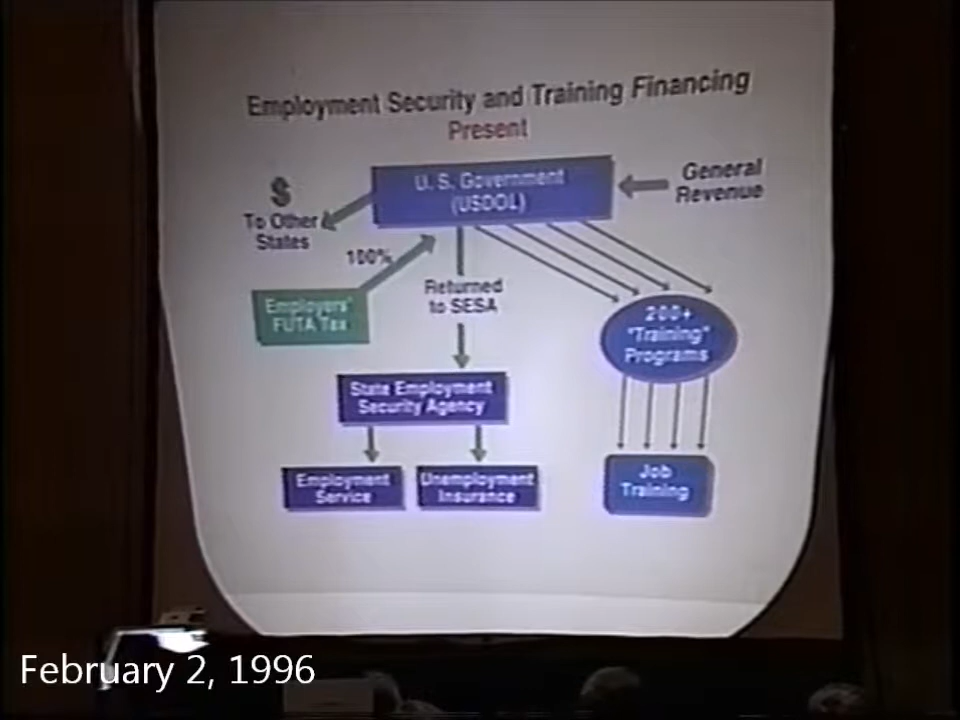 Employment Security and Training Financing
Present
U. S. Government
(USDOL)
General
Revenue
$
To Other
States
100%
Employers'
FUTA Tax
Returned
to SESA
200+
"Training"
Programs
State Employment
Security Agency
Employment
Service
Unemployment
Insurance
Job
Training
February 2, 1996